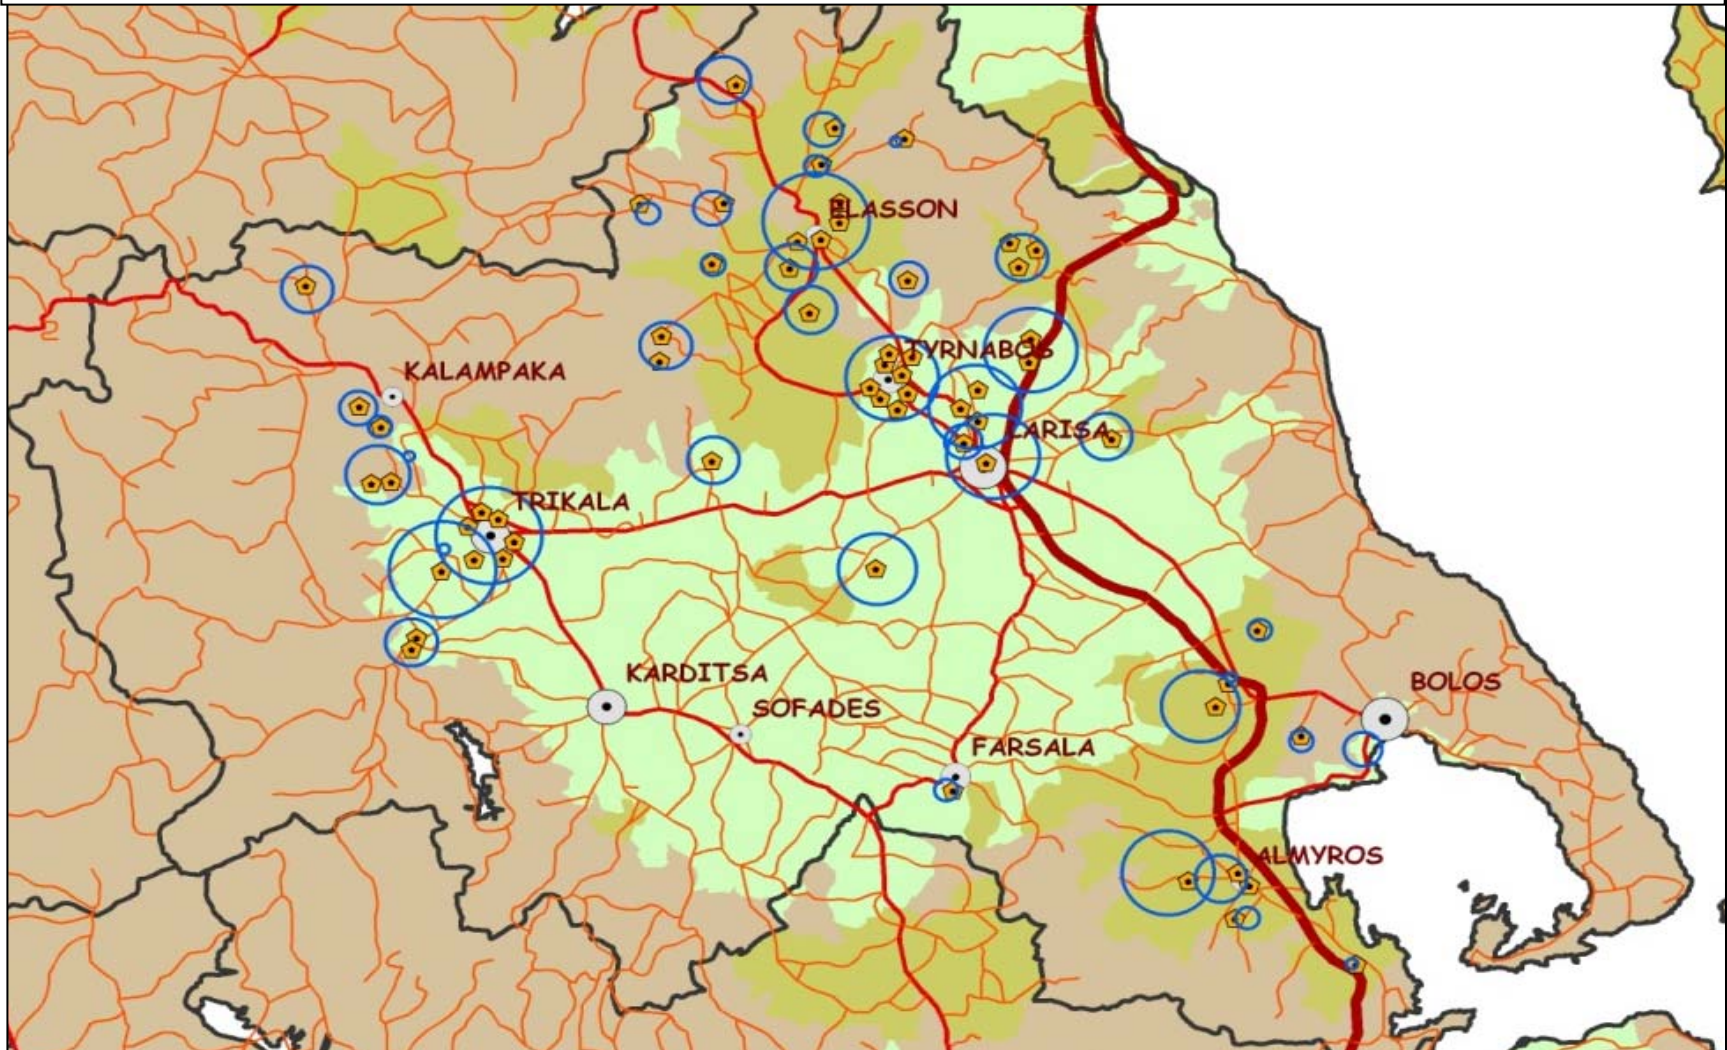 ELASSON
TYRNABOS
KALAMPAKA
LARISA
TRIKALA
KARDITSA
SOFADES
BOLOS
FARSALA
ALMYROS